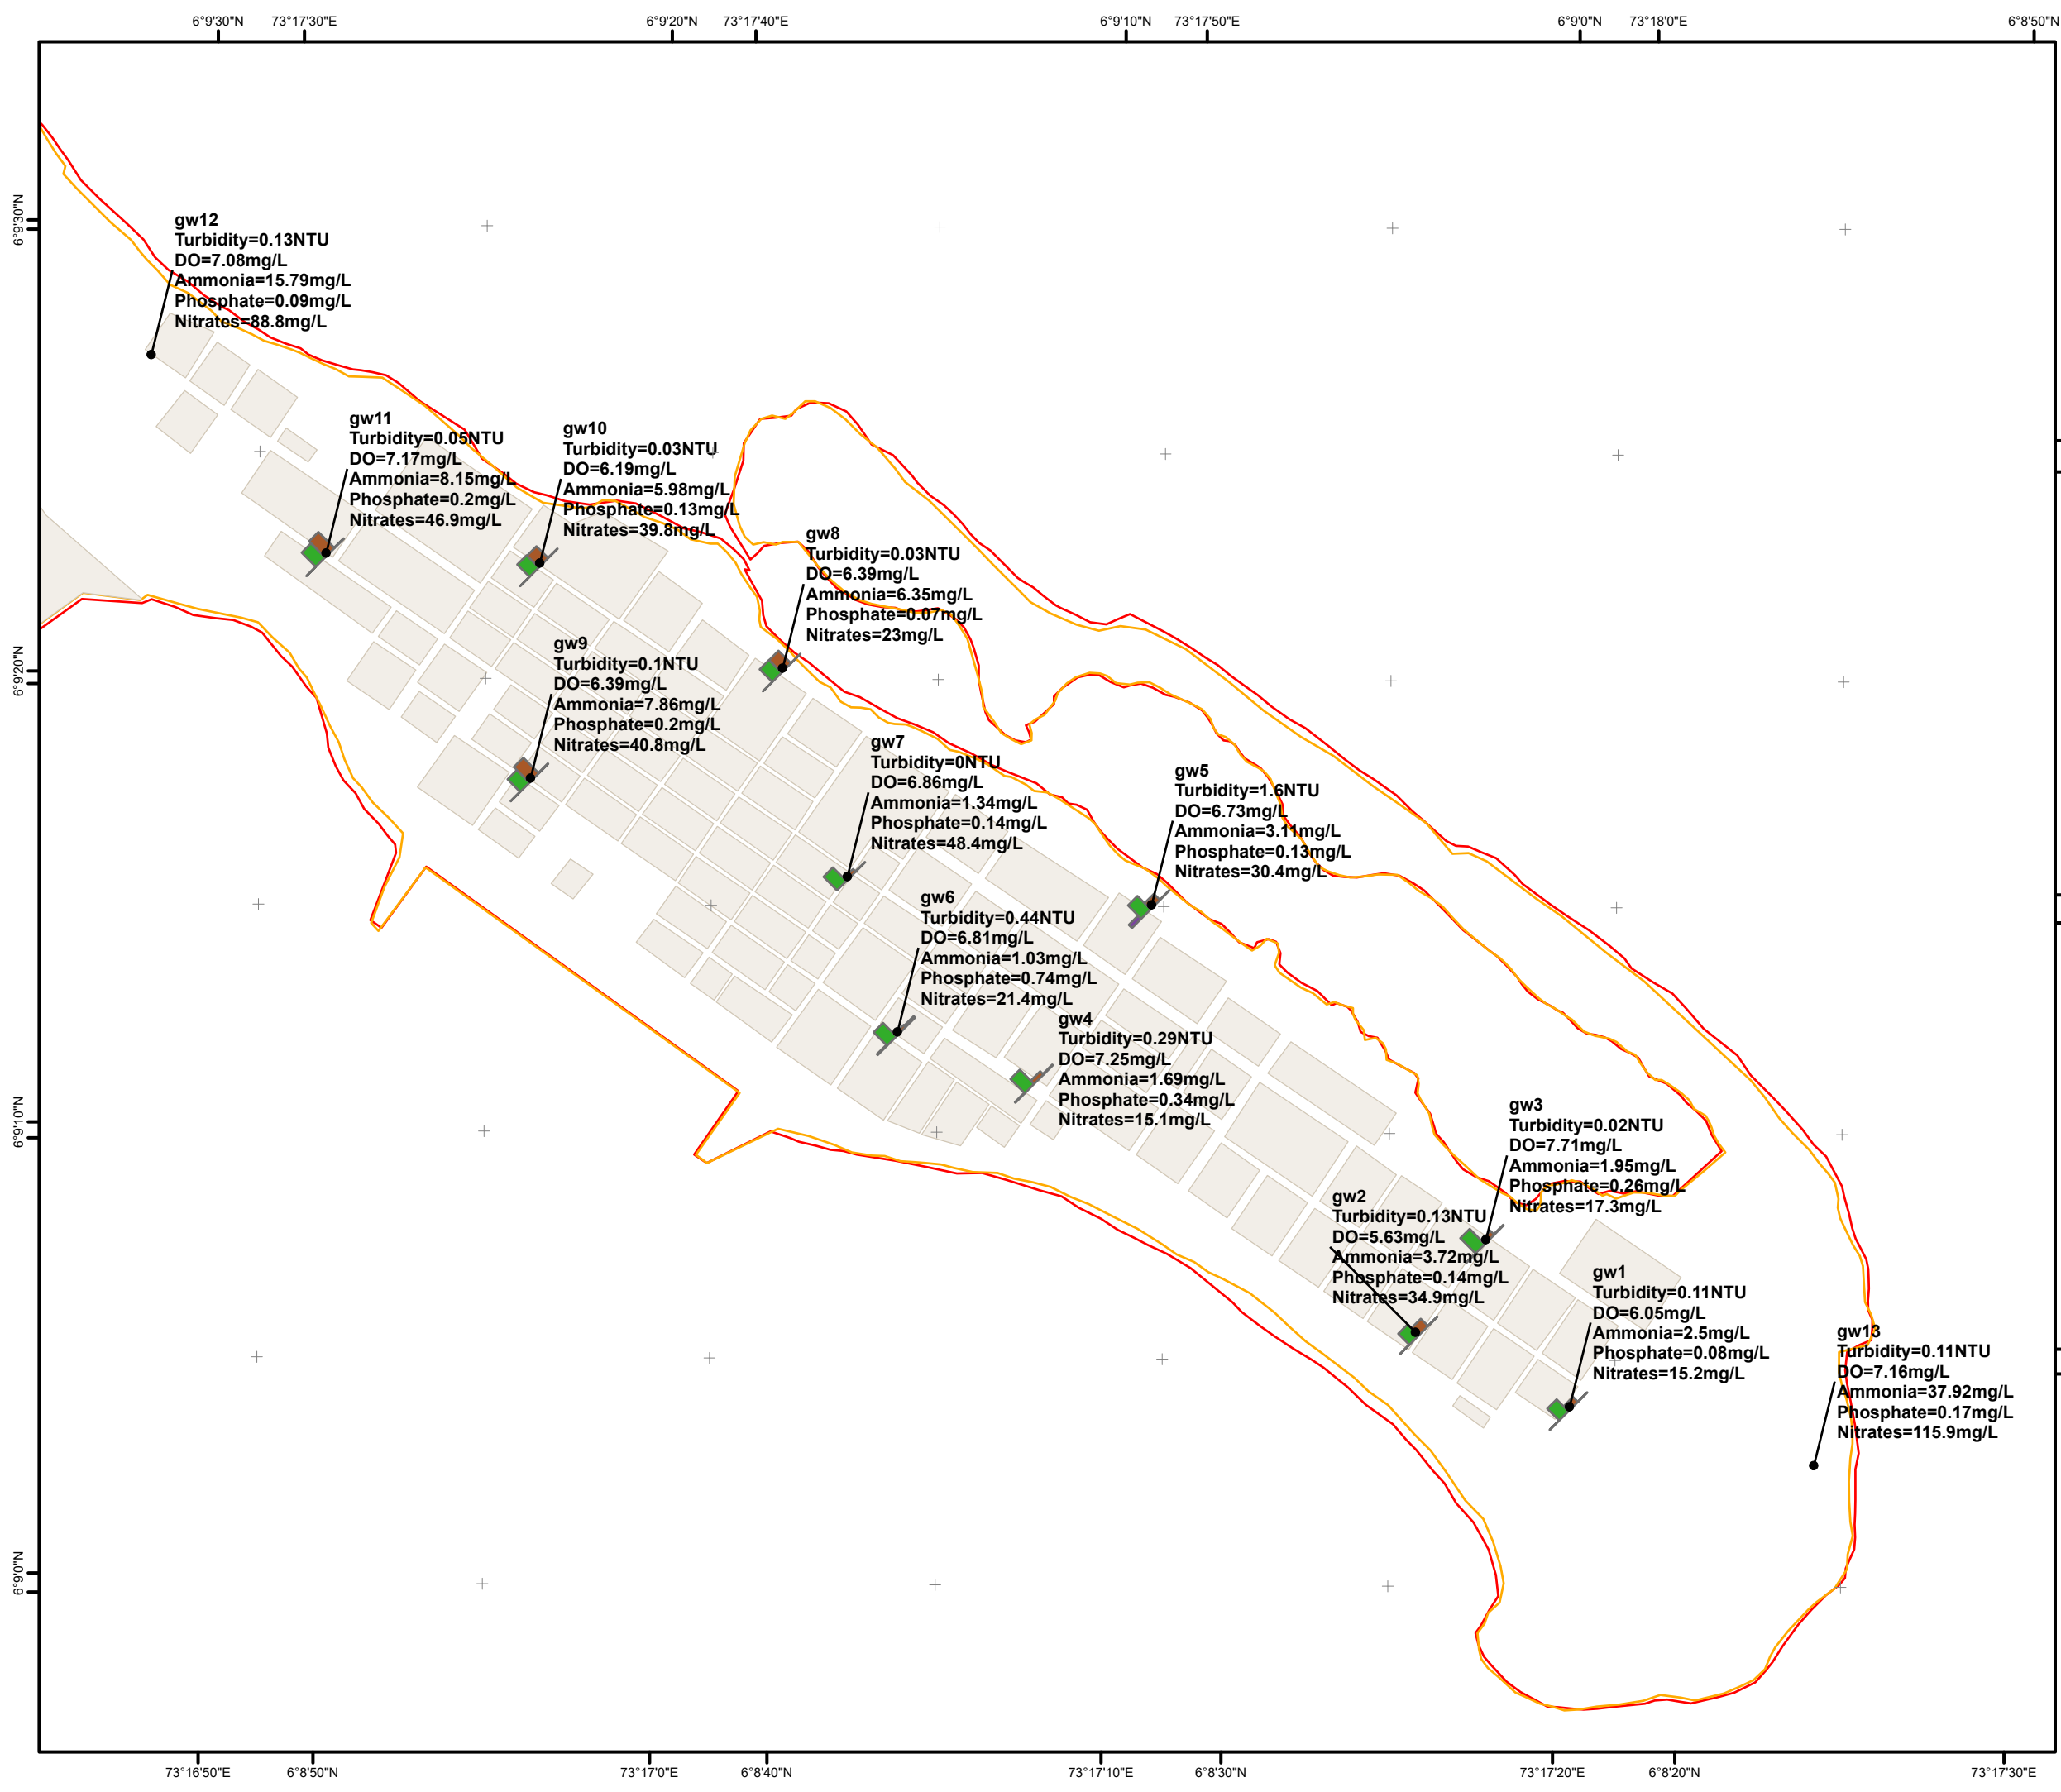 6°9'30"N 73°17'30"E 6°9'20"N 73°17'40"E 6°9'10"N 73°17'50"E 6°9'0"N 73°18'0"E 6°8'50"N
6°9'30"N
6°9'20"N
6°9'10"N
6°9'0"N
gw12
Turbidity=0.13NTU
DO=7.08mg/L
Ammonia=15.79mg/L
Phosphate=0.09mg/L
Nitrates=88.8mg/L
gw11
Turbidity=0.05NTU
DO=7.17mg/L
Ammonia=8.15mg/L
Phosphate=0.2mg/L
Nitrates=46.9mg/L
gw10
Turbidity=0.03NTU
DO=6.19mg/L
Ammonia=5.98mg/L
Phosphate=0.13mg/L
Nitrates=39.8mg/L
gw8
Turbidity=0.03NTU
DO=6.39mg/L
Ammonia=6.35mg/L
Phosphate=0.07mg/L
Nitrates=23mg/L
gw9
Turbidity=0.1NTU
DO=6.39mg/L
Ammonia=7.86mg/L
Phosphate=0.2mg/L
Nitrates=40.8mg/L
gw7
Turbidity=0NTU
DO=6.86mg/L
Ammonia=1.34mg/L
Phosphate=0.14mg/L
Nitrates=48.4mg/L
gw5
Turbidity=1.6NTU
DO=6.73mg/L
Ammonia=3.11mg/L
Phosphate=0.13mg/L
Nitrates=30.4mg/L
gw6
Turbidity=0.44NTU
DO=6.81mg/L
Ammonia=1.03mg/L
Phosphate=0.74mg/L
Nitrates=21.4mg/L
gw4
Turbidity=0.29NTU
DO=7.25mg/L
Ammonia=1.69mg/L
Phosphate=0.34mg/L
Nitrates=15.1mg/L
gw3
Turbidity=0.02NTU
DO=7.71mg/L
Ammonia=1.95mg/L
Phosphate=0.26mg/L
Nitrates=17.3mg/L
gw2
Turbidity=0.13NTU
DO=5.63mg/L
Ammonia=3.72mg/L
Phosphate=0.14mg/L
Nitrates=34.9mg/L
gw1
Turbidity=0.11NTU
DO=6.05mg/L
Ammonia=2.5mg/L
Phosphate=0.08mg/L
Nitrates=15.2mg/L
gw13
Turbidity=0.11NTU
DO=7.16mg/L
Ammonia=37.92mg/L
Phosphate=0.17mg/L
Nitrates=115.9mg/L
73°16'50"E 6°8'50"N 73°17'0"E 6°8'40"N 73°17'10"E 6°8'30"N 73°17'20"E 6°8'20"N 73°17'30"E